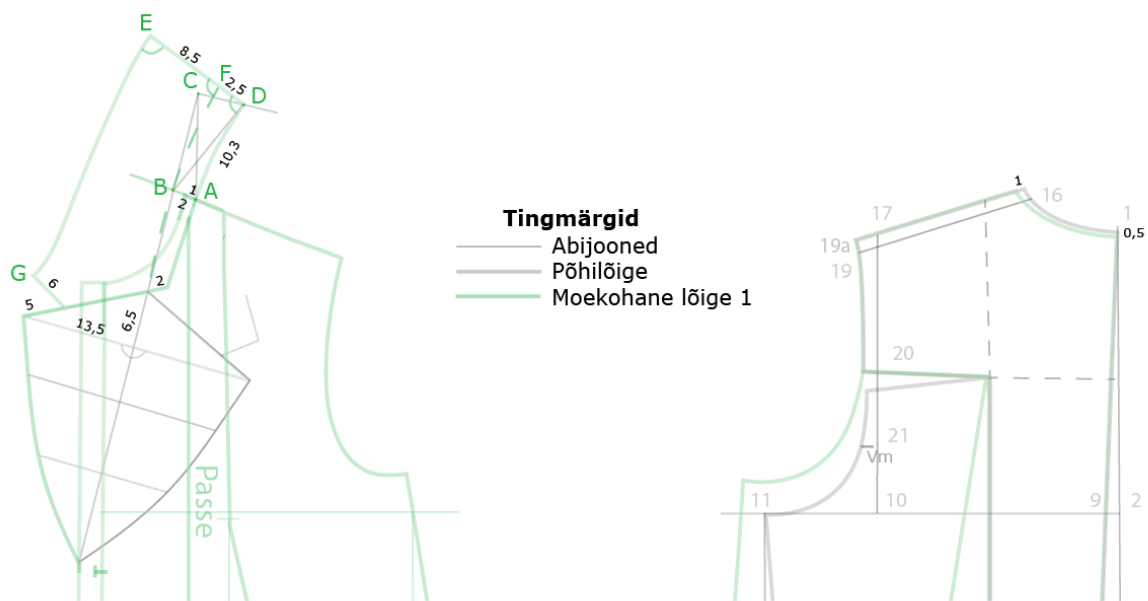 E
8,5
C
F
2,5
D
10,3
B
1
A
2
G
6
2
5
13,5
6,5
Passe
T
Tingmärgid
Abijooned
Põhilõige
Moekohane lõige 1
1
16
1
17
0,5
19a
19
20
21
Vm
11
10
9
2